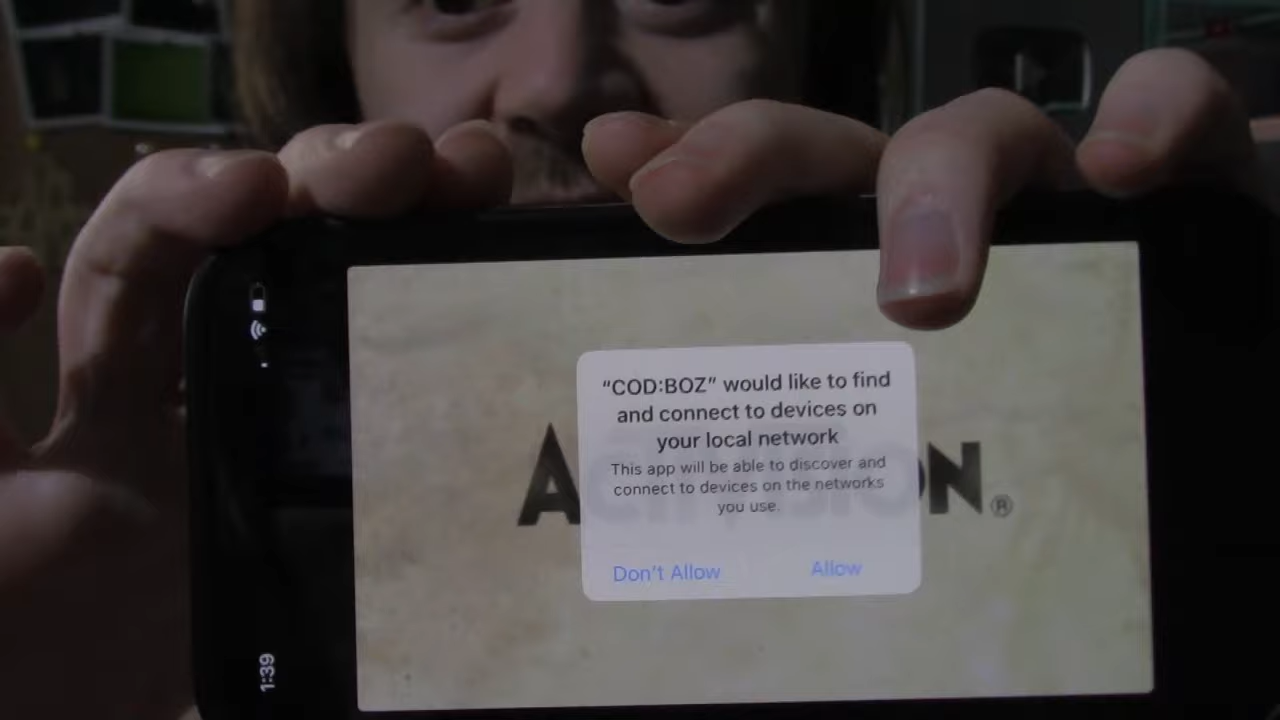 "COD:BOZ" would like to find
and connect to devices on
your local network
This app will be able to discover and
connect to devices on the networks
you use.
Don't Allow
Allow
ACTIVISION®
1:39